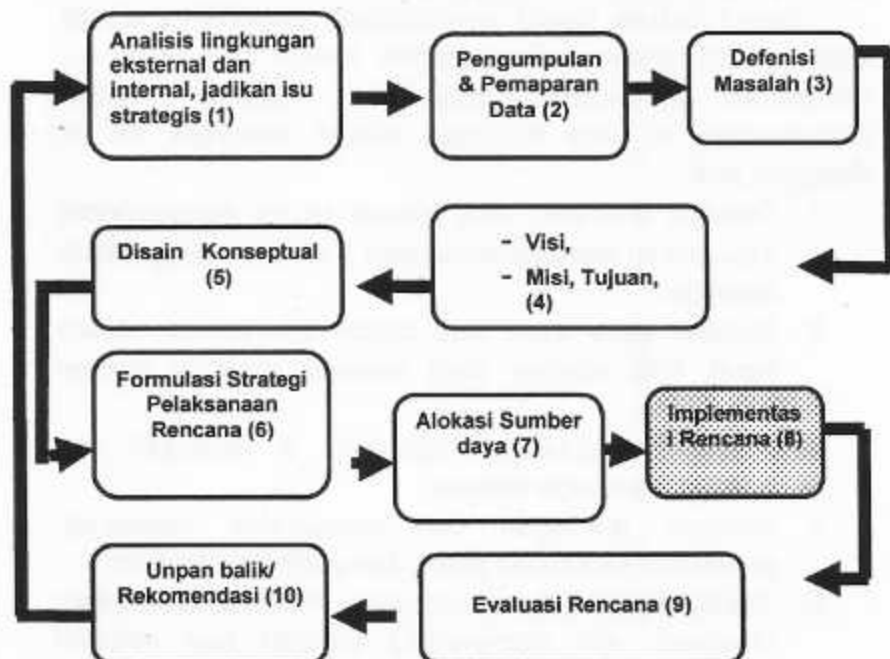 Analisis lingkungan
eksternal dan
internal, jadikan isu
strategis (1)
Pengumpulan
& Pemaparan
Data (2)
Defenisi
Masalah (3)
- Visi,
- Misi, Tujuan,
(4)
Disain Konseptual
(5)
Formulasi Strategi
Pelaksanaan
Rencana (6)
Alokasi Sumber
daya (7)
Implementas
i Rencana (8)
Evaluasi Rencana (9)
Unpan balik/
Rekomendasi (10)